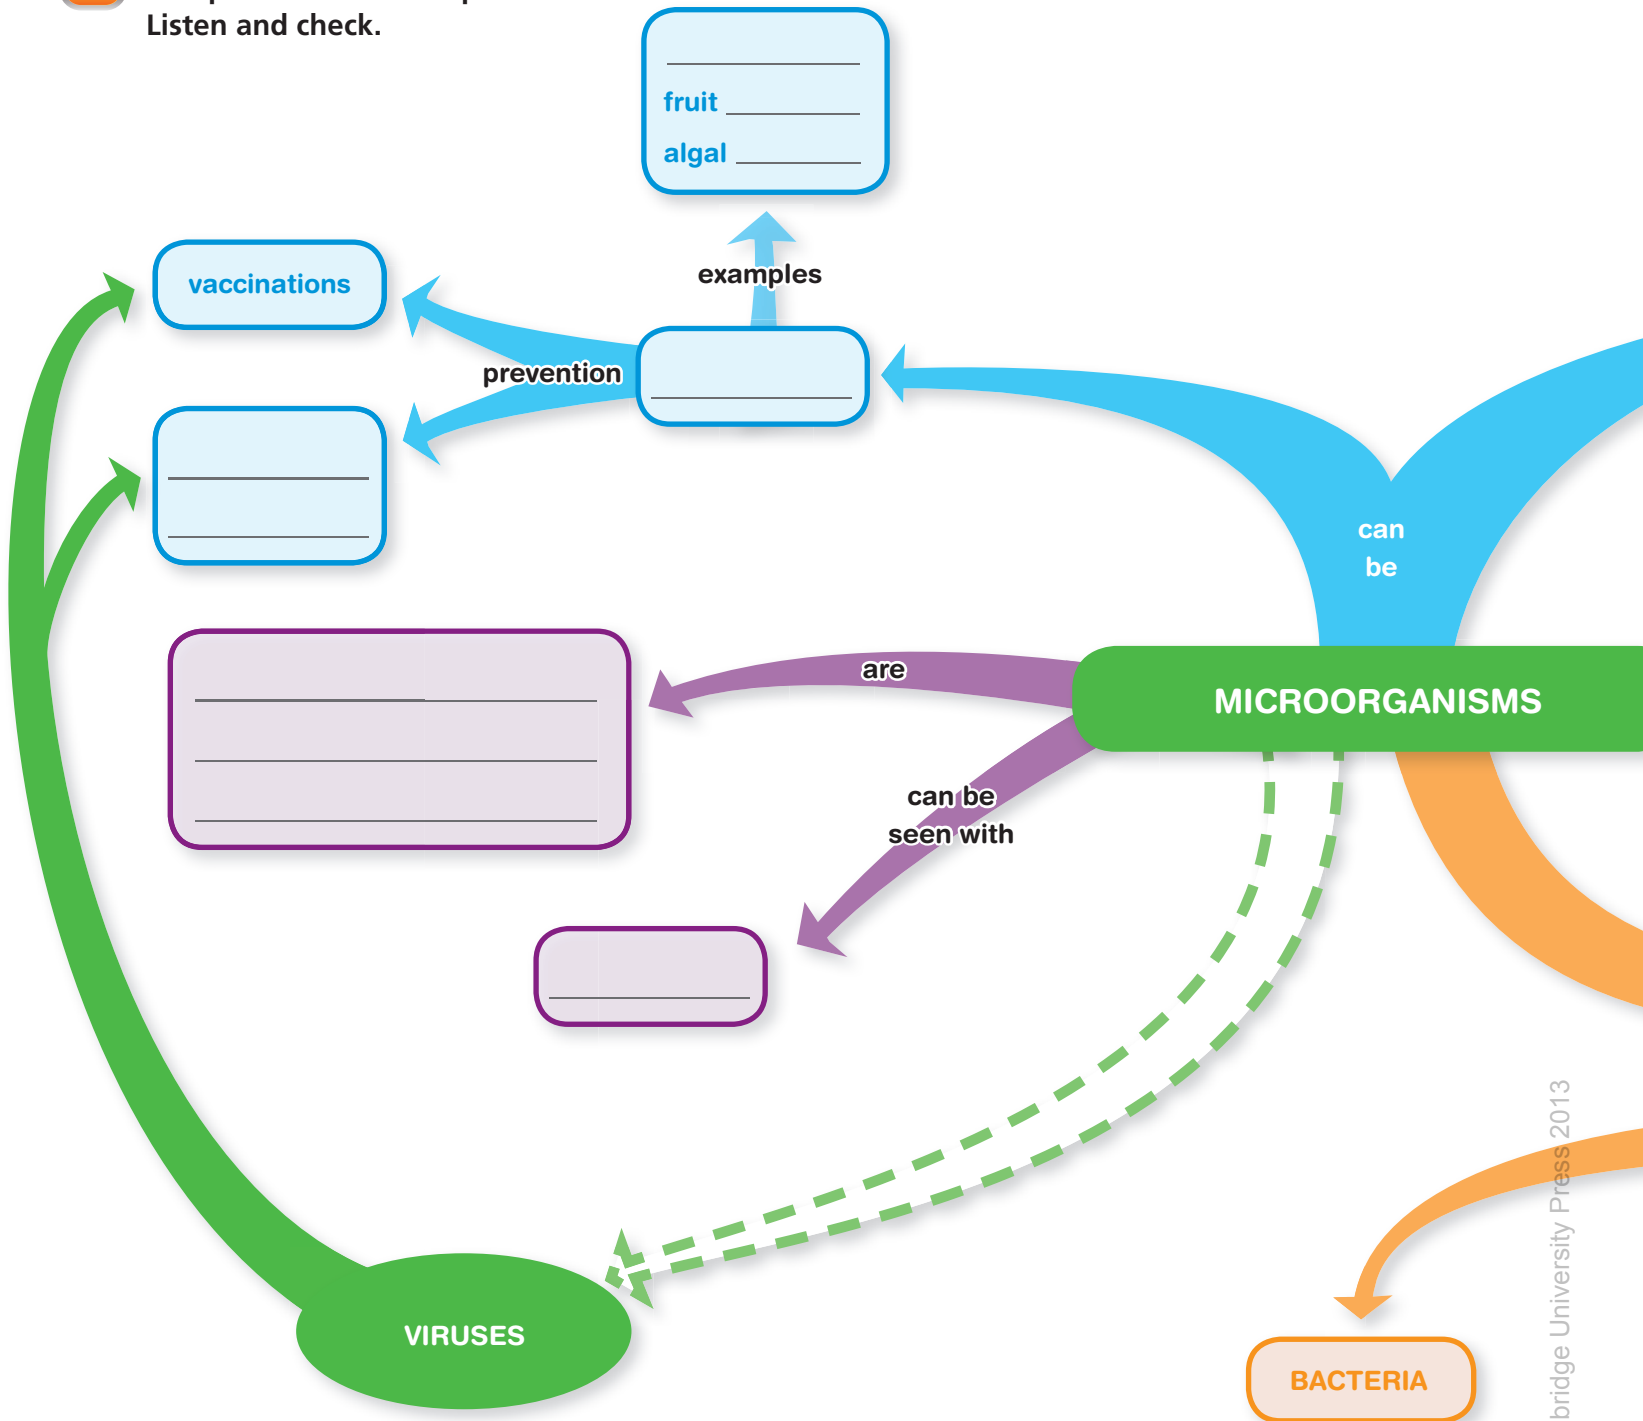 Listen and check.
fruit
algal
examples
vaccinations
prevention
can
be
are
MICROORGANISMS
can be
seen with
VIRUSES
BACTERIA
bridge University Press 2013